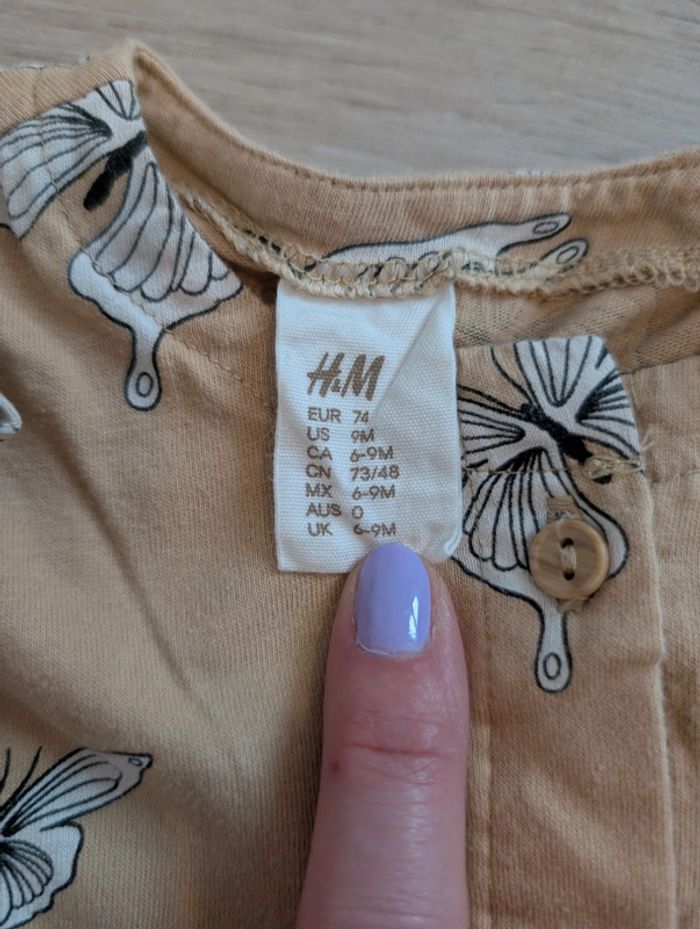 H&M
EUR 74
US 9M
CA 6-9M
CN 73/48
MX 6-9M
AUS 0
UK 6-9M